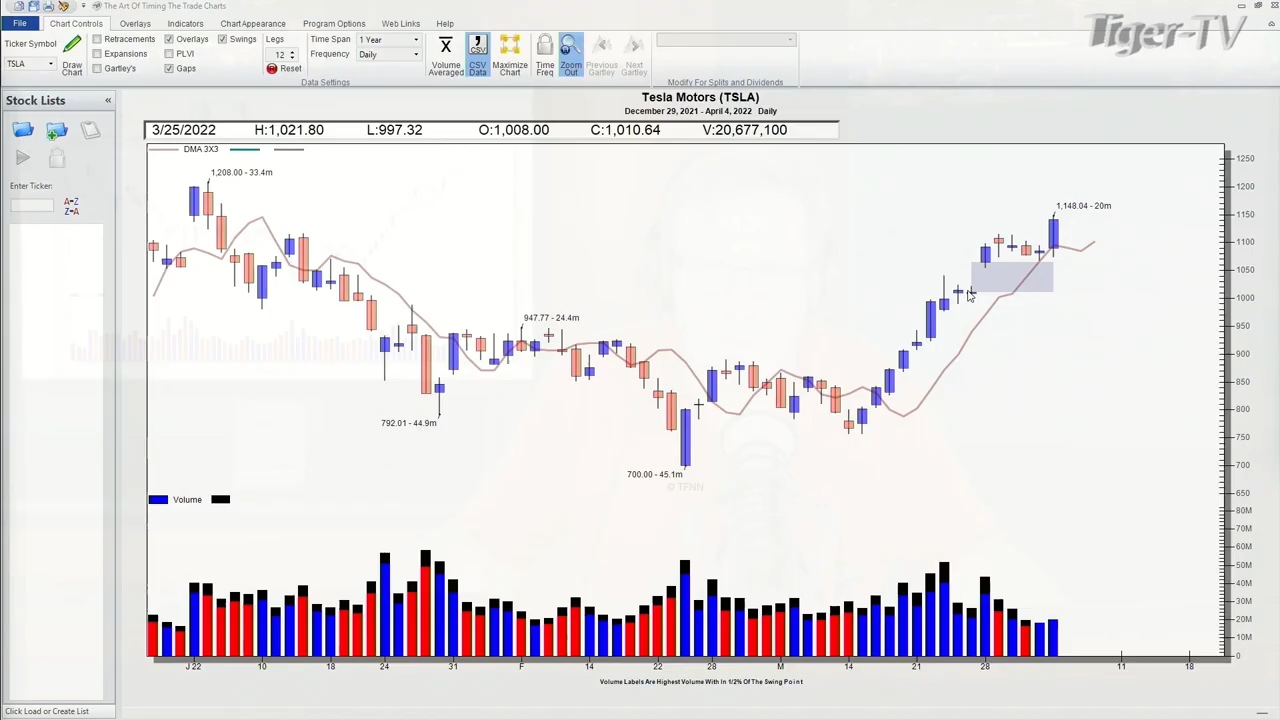 The Art Of Timing The Trade Charts
Tiger-TV
File Chart Controls Overlays Indicators Chart Appearance Program Options Web Links Help
Ticker Symbol
TSLA
Draw Chart
Retracements
Expansions
Gartley's
Overlays
PLVI
Gaps
Swings
Legs
12
Reset
Time Span 1 Year
Frequency Daily
Data Settings
Volume Averaged
CSV
CSV Data
Maximize Chart
Time Freq
Zoom Out
Previous Gartley
Next Gartley
Modify For Splits and Dividends
Stock Lists «
Enter Ticker:
A-Z
Z-A
Click Load or Create List
Tesla Motors (TSLA)
December 29, 2021 - April 4, 2022 Daily
3/25/2022 H:1,021.80 L:997.32 O:1,008.00 C:1,010.64 V:20,677,100
DMA 3X3
1,208.00 - 33.4m
1,148.04 - 20m
947.77 - 24.4m
792.01 - 44.9m
700.00 - 45.1m
© TFNN
Volume
1250
1200
1150
1100
1050
1000
950
900
850
800
750
700
650
80M
70M
60M
50M
40M
30M
20M
10M
0
J 22 10 18 24 31 F 14 22 28 M 14 21 28 11 18
Volume Labels Are Highest Volume With In 1/2% Of The Swing Point